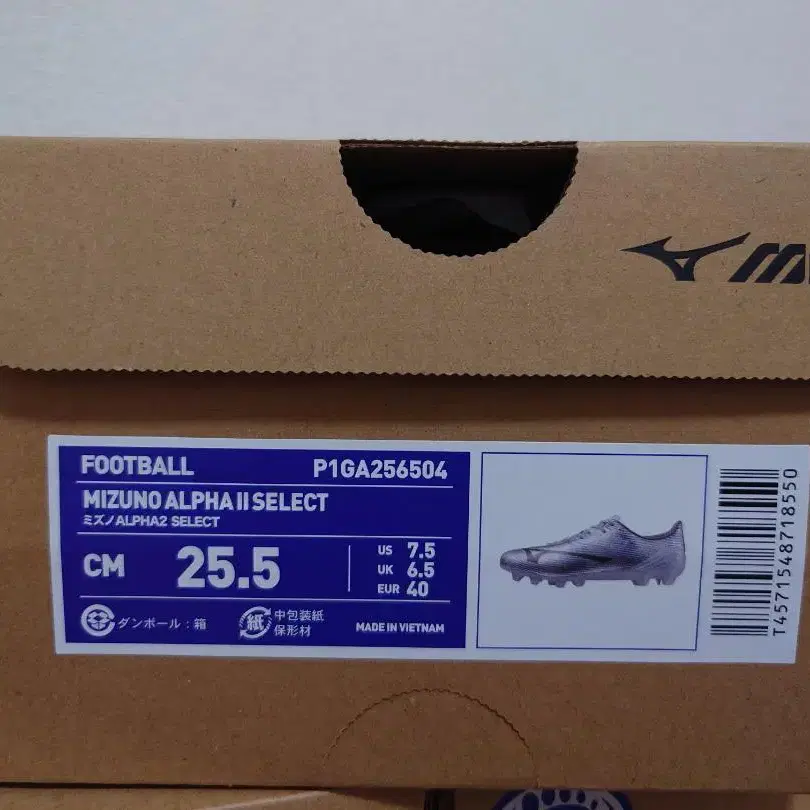 FOOTBALL P1GA256504
MIZUNO ALPHA II SELECT
ミズノALPHA2 SELECT
CM 25.5
US 7.5
UK 6.5
EUR 40
ダンボール：箱
紙 中包装紙
保形材
MADE IN VIETNAM
T4571548718550